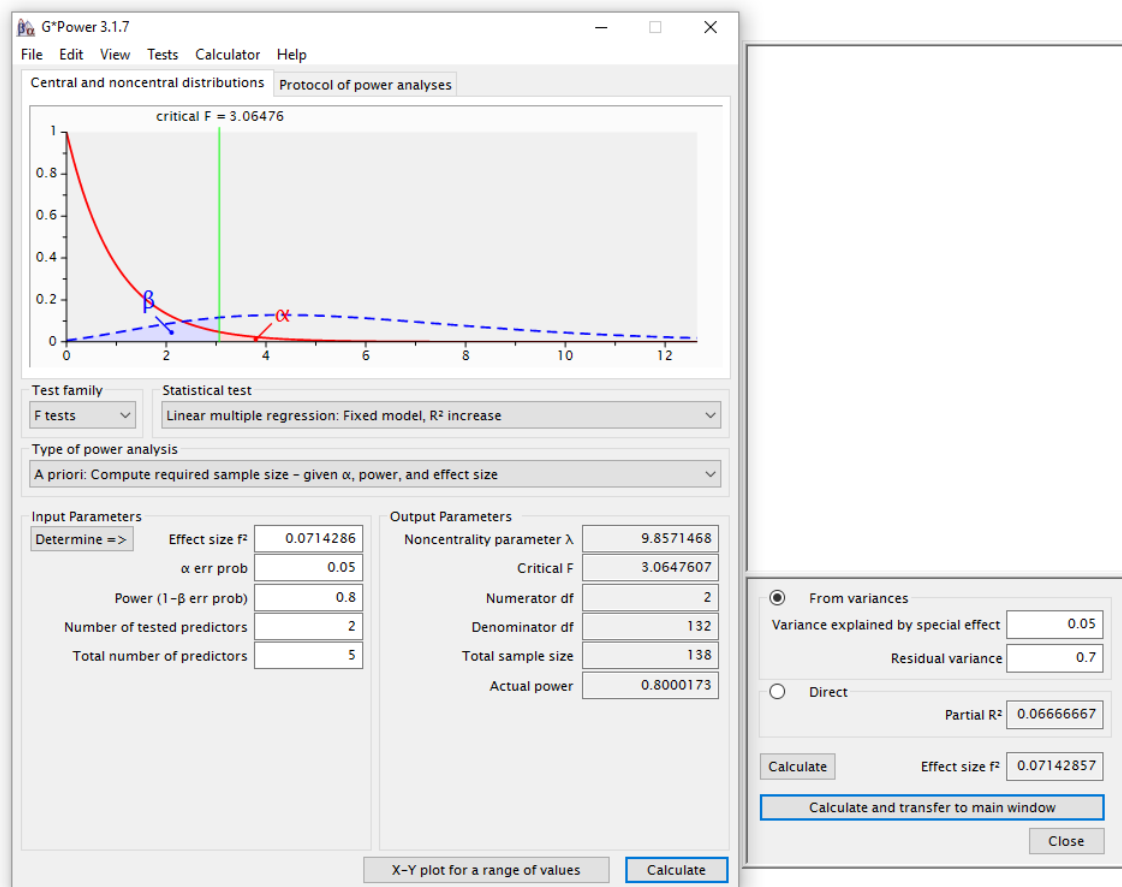 G*Power 3.1.7
File Edit View Tests Calculator Help
Central and noncentral distributions Protocol of power analyses
critical F = 3.06476
1
0.8
0.6
0.4
0.2
0
β
α
0 2 4 6 8 10 12
Test family Statistical test
F tests Linear multiple regression: Fixed model, R² increase
Type of power analysis
A priori: Compute required sample size – given α, power, and effect size
Input Parameters
Determine => Effect size f² 0.0714286
α err prob 0.05
Power (1-β err prob) 0.8
Number of tested predictors 2
Total number of predictors 5
Output Parameters
Noncentrality parameter λ 9.8571468
Critical F 3.0647607
Numerator df 2
Denominator df 132
Total sample size 138
Actual power 0.8000173
X-Y plot for a range of values Calculate
From variances
Variance explained by special effect 0.05
Residual variance 0.7
Direct
Partial R² 0.06666667
Calculate Effect size f² 0.07142857
Calculate and transfer to main window
Close